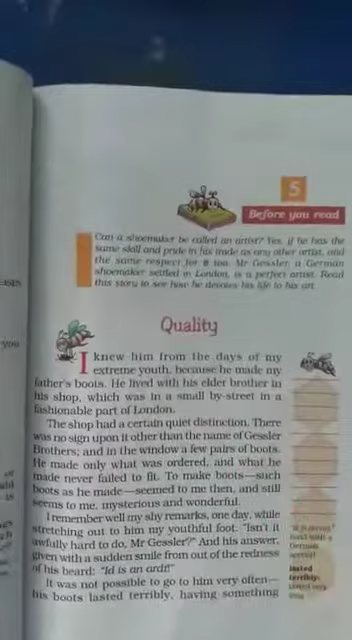 5
Before you read
Can a shoemaker be called an artist? Yes, if he has the
same skill and pride in his trade as any other artist, and
the same respect for it too. Mr Gessler, a German
shoemaker settled in London, is a perfect artist. Read
this story to see how he devotes his life to his art.
Quality
I knew him from the days of my
extreme youth, because he made my
father's boots. He lived with his elder brother in
his shop, which was in a small by-street in a
fashionable part of London.
The shop had a certain quiet distinction. There
was no sign upon it other than the name of Gessler
Brothers; and in the window a few pairs of boots.
He made only what was ordered, and what he
made never failed to fit. To make boots—such
boots as he made—seemed to me then, and still
seems to me, mysterious and wonderful.
I remember well my shy remarks, one day, while
stretching out to him my youthful foot. "Isn't it
awfully hard to do, Mr Gessler?" And his answer,
given with a sudden smile from out of the redness
of his beard: "Id is an ardt!"
It was not possible to go to him very often—
his boots lasted terribly, having something
German
accent)
lasted
terribly:
you